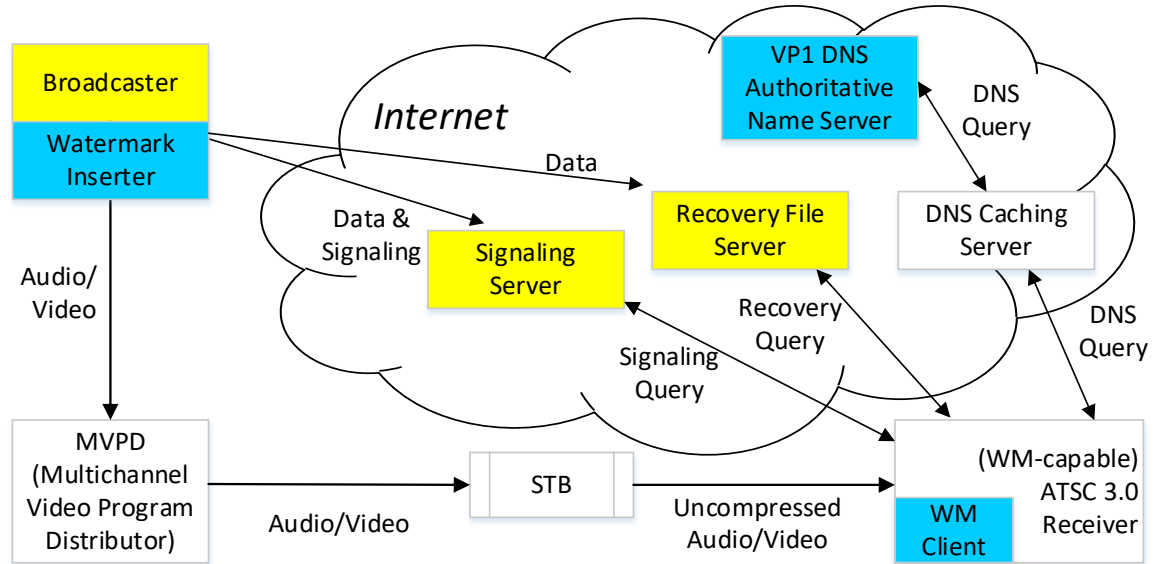 Broadcaster
Watermark
Inserter
Internet
VP1 DNS
Authoritative
Name Server
DNS
Query
Data
Data &
Signaling
Signaling
Server
Recovery File
Server
DNS Caching
Server
Audio/
Video
Signaling
Query
Recovery
Query
DNS
Query
MVPD
(Multichannel
Video Program
Distributor)
Audio/Video
STB
Uncompressed
Audio/Video
(WM-capable)
ATSC 3.0
Receiver
WM
Client